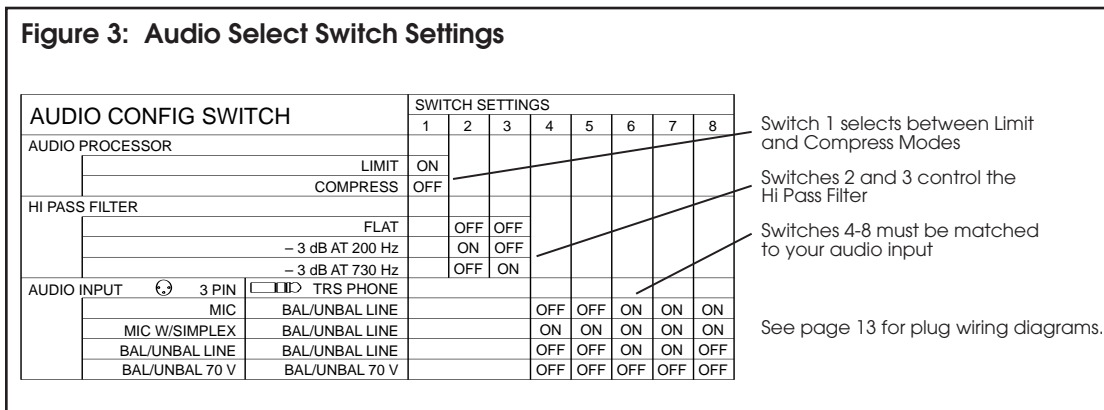 Figure 3: Audio Select Switch Settings
AUDIO CONFIG SWITCH
SWITCH SETTINGS
1 2 3 4 5 6 7 8
AUDIO PROCESSOR
LIMIT ON
COMPRESS OFF
HI PASS FILTER
FLAT OFF OFF
– 3 dB AT 200 Hz ON OFF
– 3 dB AT 730 Hz OFF ON
AUDIO INPUT 3 PIN TRS PHONE
MIC BAL/UNBAL LINE OFF OFF ON ON ON
MIC W/SIMPLEX BAL/UNBAL LINE ON ON ON ON ON
BAL/UNBAL LINE BAL/UNBAL LINE OFF OFF ON ON OFF
BAL/UNBAL 70 V BAL/UNBAL 70 V OFF OFF OFF OFF OFF
Switch 1 selects between Limit
and Compress Modes
Switches 2 and 3 control the
Hi Pass Filter
Switches 4-8 must be matched
to your audio input
See page 13 for plug wiring diagrams.